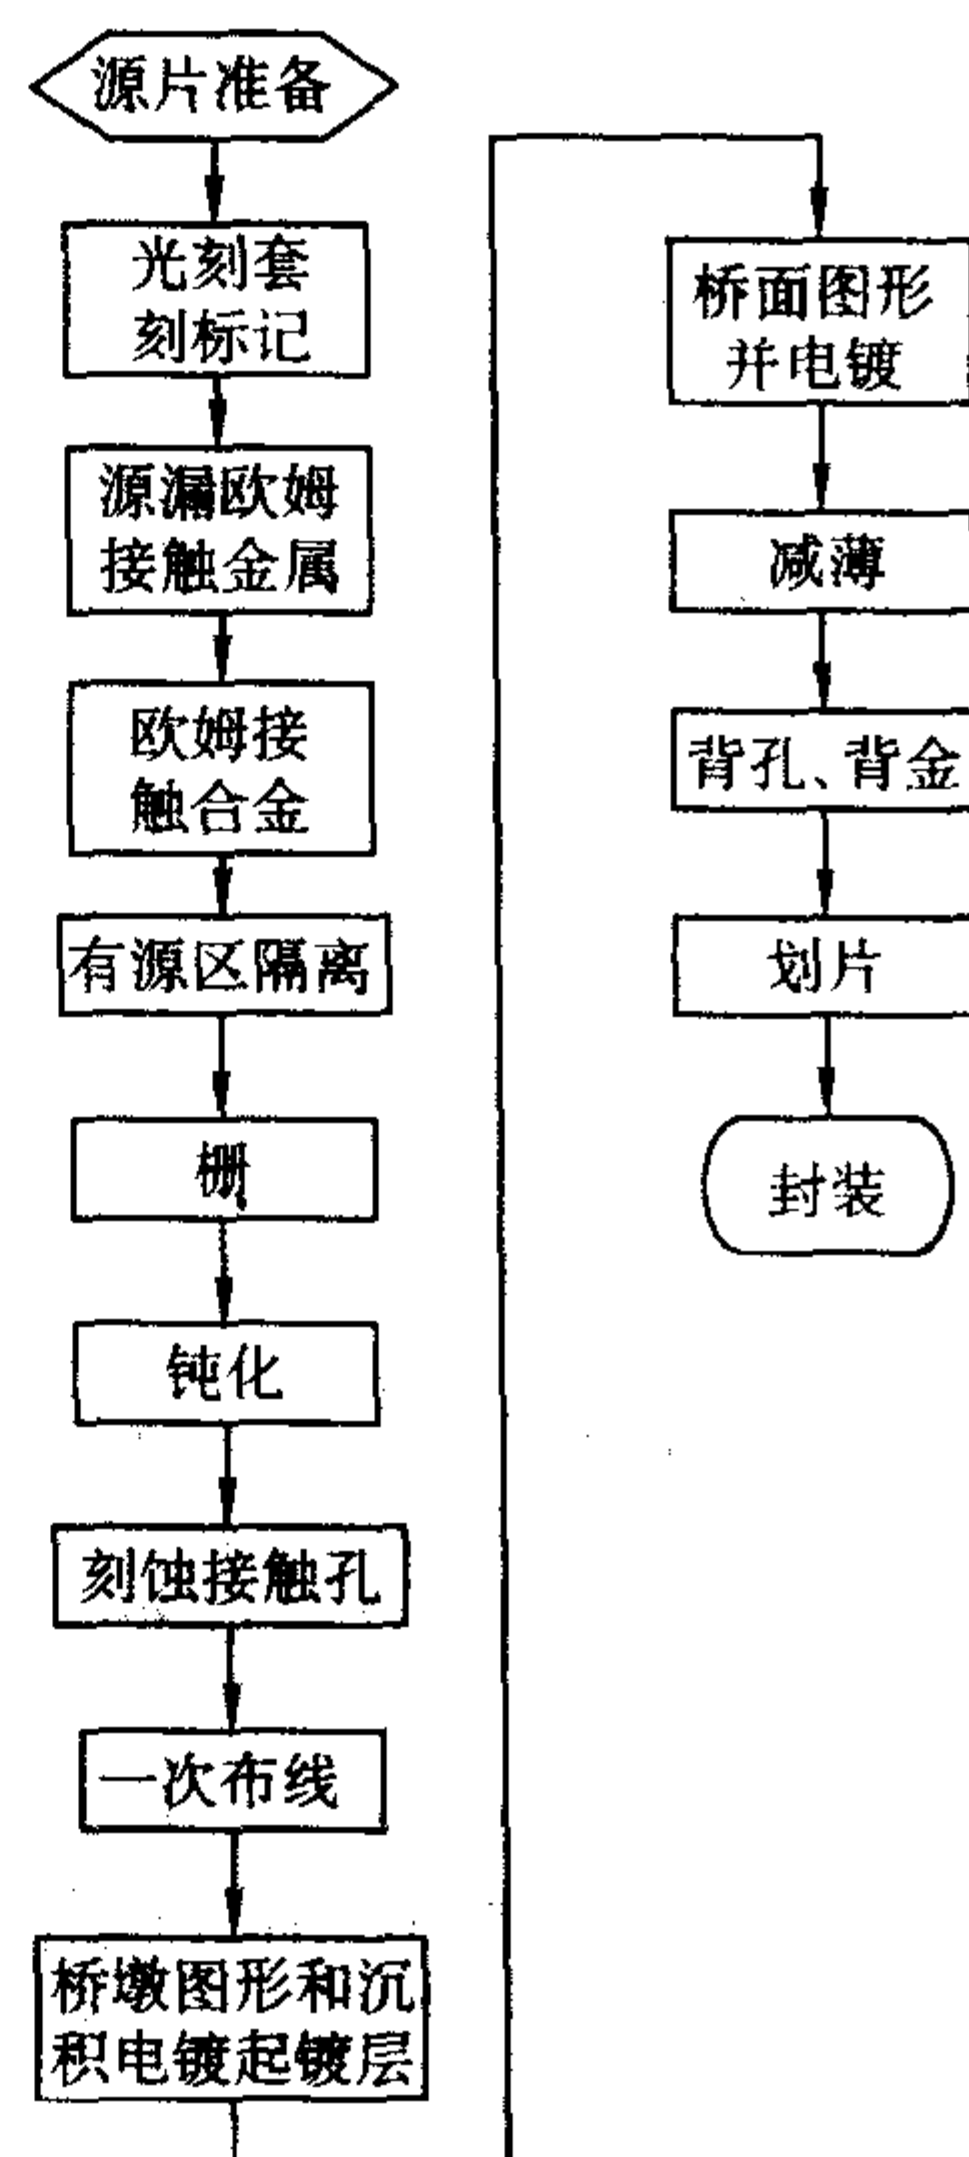 源片准备
光刻套
刻标记
源漏欧姆
接触金属
欧姆接
触合金
有源区隔离
栅
钝化
刻蚀接触孔
一次布线
桥墩图形和沉
积电镀起镀层
桥面图形
并电镀
减薄
背孔、背金
划片
封装